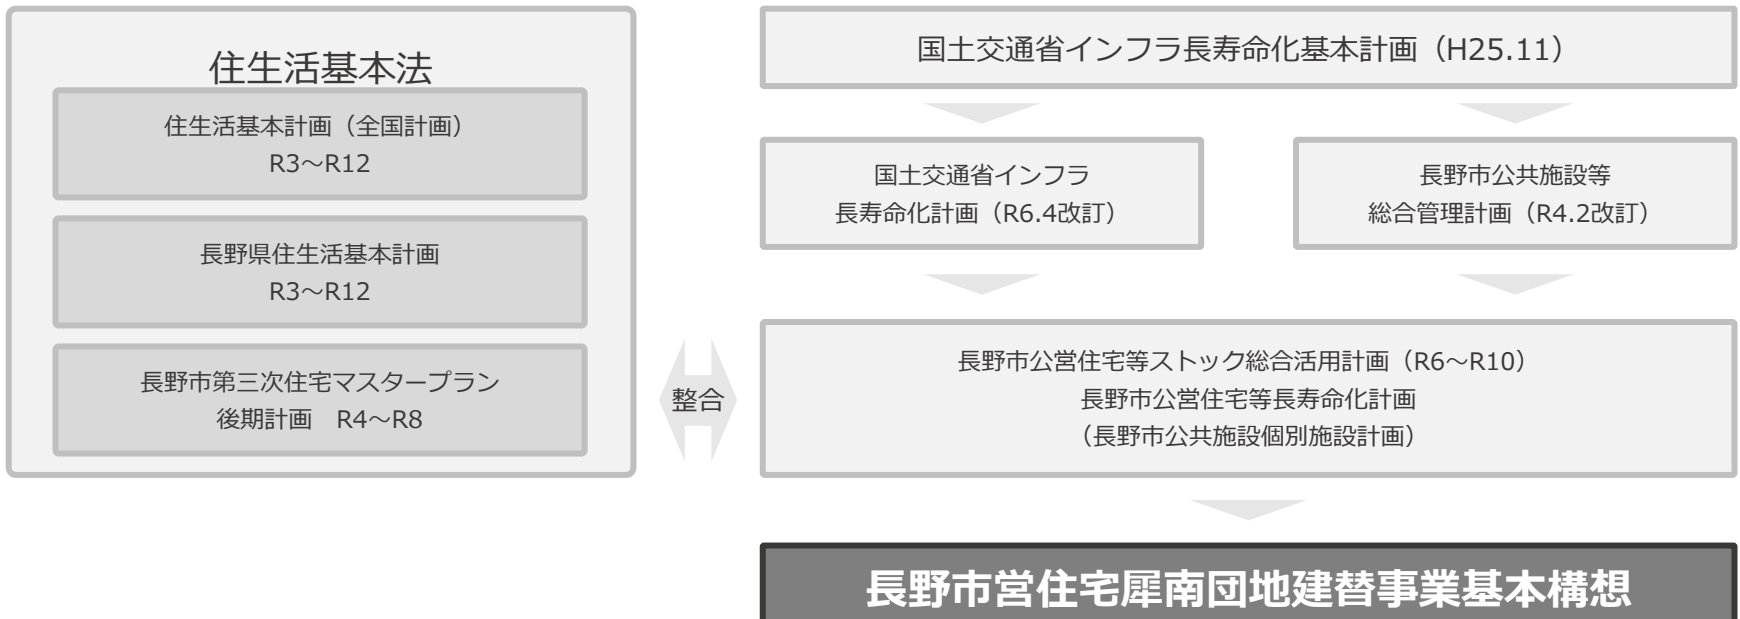 住生活基本法
住生活基本計画（全国計画）
R3～R12
長野県住生活基本計画
R3～R12
長野市第三次住宅マスタープラン
後期計画　R4～R8
整合
国土交通省インフラ長寿命化基本計画（H25.11）
国土交通省インフラ
長寿命化計画（R6.4改訂）
長野市公共施設等
総合管理計画（R4.2改訂）
長野市公営住宅等ストック総合活用計画（R6～R10）
長野市公営住宅等長寿命化計画
（長野市公共施設個別施設計画）
長野市営住宅犀南団地建替事業基本構想